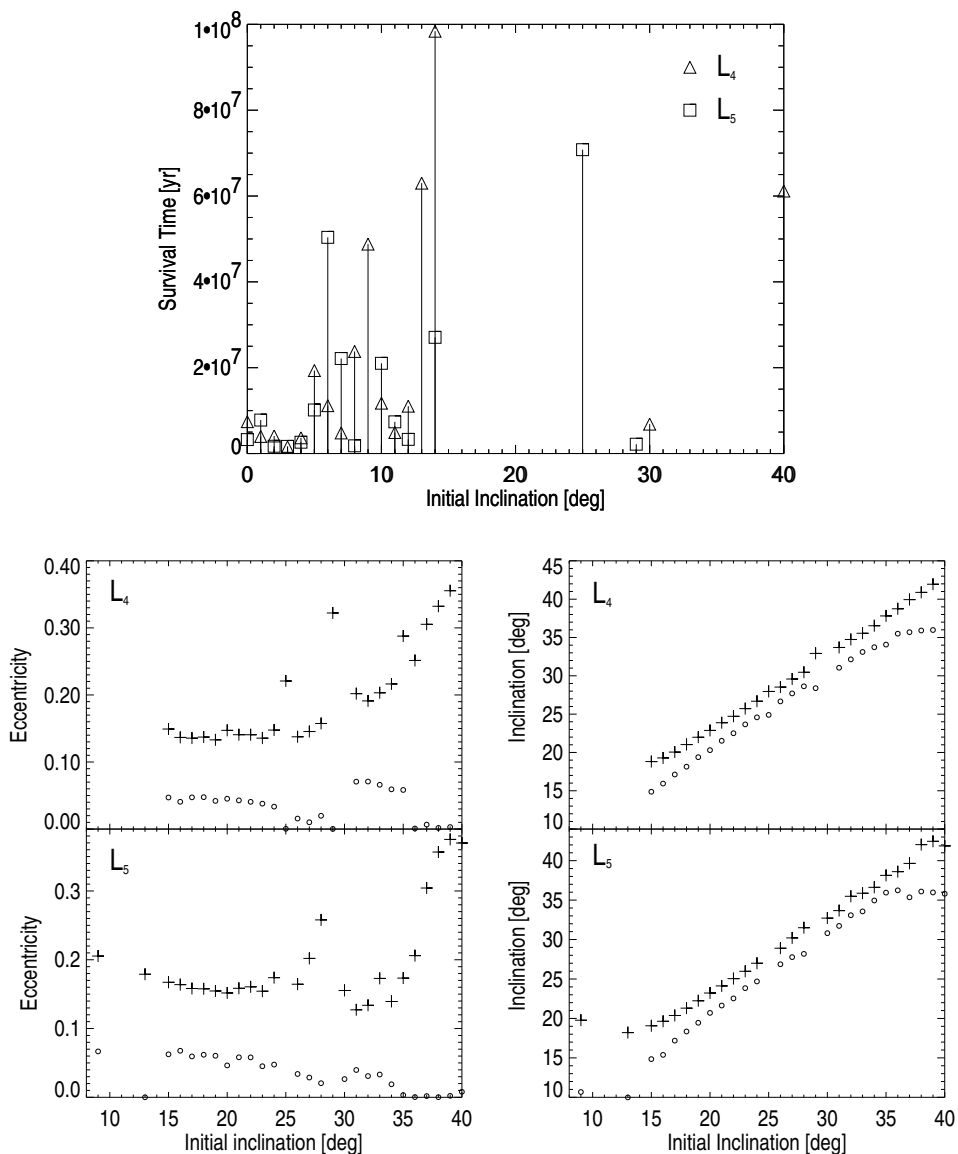 1•10⁸
8•10⁷
6•10⁷
4•10⁷
2•10⁷
0
Survival Time [yr]
L₄
L₅
0 10 20 30 40
Initial Inclination [deg]
0.40
0.30
0.20
0.10
0.00
Eccentricity
L₄
45
40
35
30
25
20
15
10
Inclination [deg]
L₄
0.3
0.2
0.1
0.0
Eccentricity
L₅
10 15 20 25 30 35 40
Initial inclination [deg]
40
35
30
25
20
15
10
Inclination [deg]
L₅
10 15 20 25 30 35 40
Initial Inclination [deg]